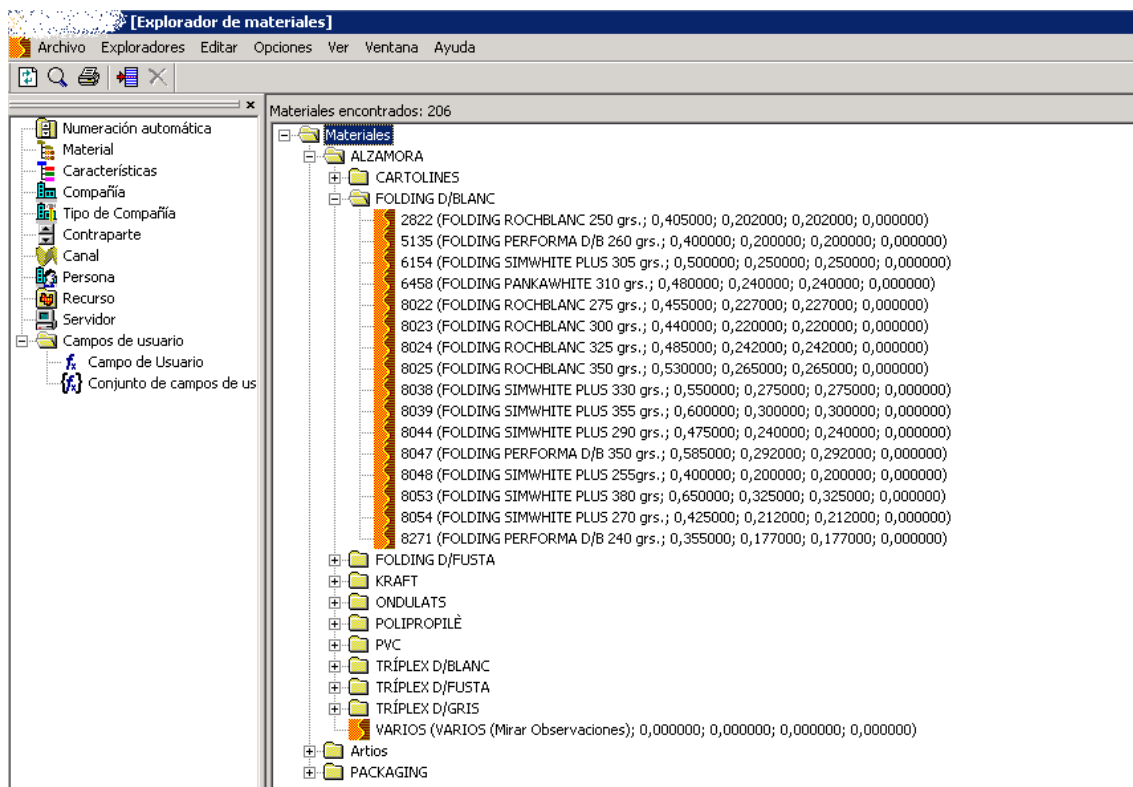 [Explorador de materiales]
Archivo Exploradores Editar Opciones Ver Ventana Ayuda
Numeración automática
Material
Características
Compañía
Tipo de Compañía
Contraparte
Canal
Persona
Recurso
Servidor
Campos de usuario
Campo de Usuario
Conjunto de campos de us
Materiales encontrados: 206
Materiales
ALZAMORA
CARTOLINES
FOLDING D/BLANC
2822 (FOLDING ROCHBLANC 250 grs.; 0,405000; 0,202000; 0,202000; 0,000000)
5135 (FOLDING PERFORMA D/B 260 grs.; 0,400000; 0,200000; 0,200000; 0,000000)
6154 (FOLDING SIMWHITE PLUS 305 grs.; 0,500000; 0,250000; 0,250000; 0,000000)
6458 (FOLDING PANKAWHITE 310 grs.; 0,480000; 0,240000; 0,240000; 0,000000)
8022 (FOLDING ROCHBLANC 275 grs.; 0,455000; 0,227000; 0,227000; 0,000000)
8023 (FOLDING ROCHBLANC 300 grs.; 0,440000; 0,220000; 0,220000; 0,000000)
8024 (FOLDING ROCHBLANC 325 grs.; 0,485000; 0,242000; 0,242000; 0,000000)
8025 (FOLDING ROCHBLANC 350 grs.; 0,530000; 0,265000; 0,265000; 0,000000)
8038 (FOLDING SIMWHITE PLUS 330 grs.; 0,550000; 0,275000; 0,275000; 0,000000)
8039 (FOLDING SIMWHITE PLUS 355 grs.; 0,600000; 0,300000; 0,300000; 0,000000)
8044 (FOLDING SIMWHITE PLUS 290 grs.; 0,475000; 0,240000; 0,240000; 0,000000)
8047 (FOLDING PERFORMA D/B 350 grs.; 0,585000; 0,292000; 0,292000; 0,000000)
8048 (FOLDING SIMWHITE PLUS 255grs.; 0,400000; 0,200000; 0,200000; 0,000000)
8053 (FOLDING SIMWHITE PLUS 380 grs; 0,650000; 0,325000; 0,325000; 0,000000)
8054 (FOLDING SIMWHITE PLUS 270 grs.; 0,425000; 0,212000; 0,212000; 0,000000)
8271 (FOLDING PERFORMA D/B 240 grs.; 0,355000; 0,177000; 0,177000; 0,000000)
FOLDING D/FUSTA
KRAFT
ONDULATS
POLIPROPILÈ
PVC
TRÍPLEX D/BLANC
TRÍPLEX D/FUSTA
TRÍPLEX D/GRIS
VARIOS (VARIOS (Mirar Observaciones); 0,000000; 0,000000; 0,000000; 0,000000)
Artios
PACKAGING